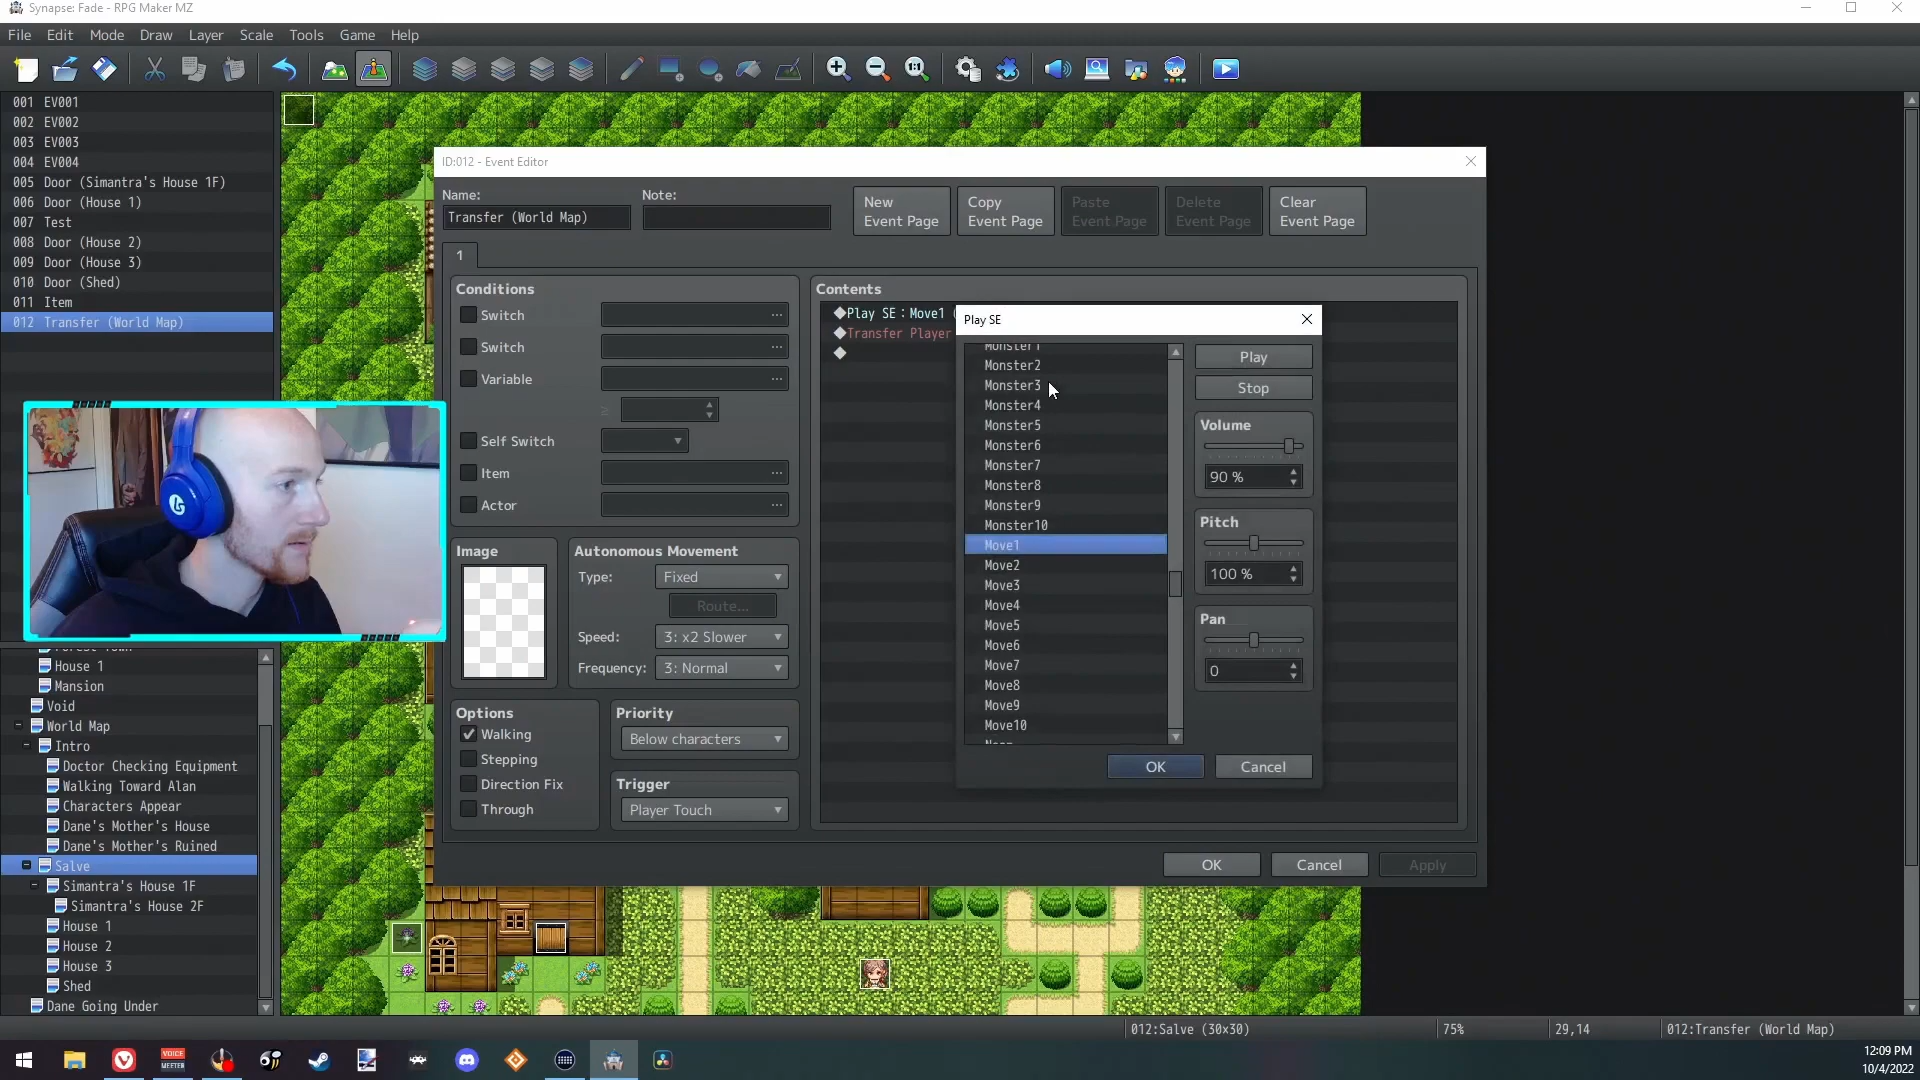 Synapse: Fade - RPG Maker MZ
File Edit Mode Draw Layer Scale Tools Game Help
001 EV001
002 EV002
003 EV003
004 EV004
005 Door (Simantra's House 1F)
006 Door (House 1)
007 Test
008 Door (House 2)
009 Door (House 3)
010 Door (Shed)
011 Item
012 Transfer (World Map)
House 1
Mansion
Void
World Map
Intro
Doctor Checking Equipment
Walking Toward Alan
Characters Appear
Dane's Mother's House
Dane's Mother's Ruined
Salve
Simantra's House 1F
Simantra's House 2F
House 1
House 2
House 3
Shed
Dane Going Under
ID:012 - Event Editor
Name:
Transfer (World Map)
Note:
New
Event Page
Copy
Event Page
Paste
Event Page
Delete
Event Page
Clear
Event Page
1
Conditions
Switch ...
Switch ...
Variable ...
≥
Self Switch
Item ...
Actor ...
Image
Autonomous Movement
Type: Fixed
Route...
Speed: 3: x2 Slower
Frequency: 3: Normal
Options
Walking
Stepping
Direction Fix
Through
Priority
Below characters
Trigger
Player Touch
Contents
◆Play SE：Move1 (
◆Transfer Player
◆
Play SE
Monster1
Monster2
Monster3
Monster4
Monster5
Monster6
Monster7
Monster8
Monster9
Monster10
Move1
Move2
Move3
Move4
Move5
Move6
Move7
Move8
Move9
Move10
Play
Stop
Volume
90 %
Pitch
100 %
Pan
0
OK Cancel
OK Cancel Apply
012:Salve (30x30) 75% 29,14 012:Transfer (World Map)
VOICE
MEETER
12:09 PM
10/4/2022